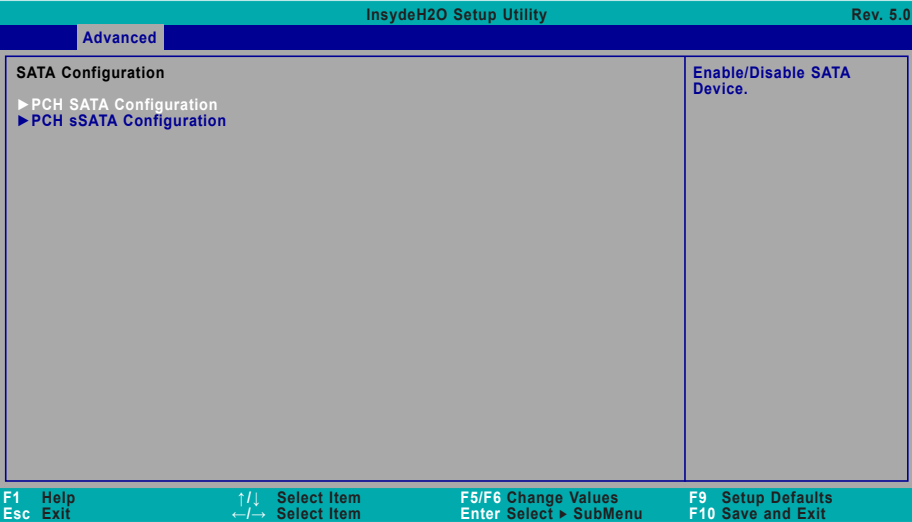 InsydeH2O Setup Utility Rev. 5.0
Advanced
SATA Configuration
►PCH SATA Configuration
►PCH sSATA Configuration
Enable/Disable SATA
Device.
F1 Help ↑/↓ Select Item F5/F6 Change Values F9 Setup Defaults
Esc Exit ←/→ Select Item Enter Select ► SubMenu F10 Save and Exit